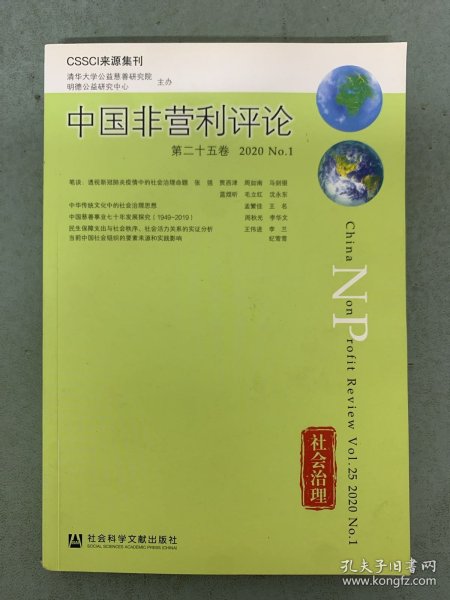 CSSCI来源集刊
清华大学公益慈善研究院
明德公益研究中心 主办
中国非营利评论
第二十五卷 2020 No.1
笔谈：透视新冠肺炎疫情中的社会治理命题 张强 贾西津 周如南 马剑银
蓝煜昕 毛立红 沈永东
中华传统文化中的社会治理思想 孟繁佳 王名
中国慈善事业七十年发展探究（1949~2019） 周秋光 李华文
民生保障支出与社会秩序、社会活力关系的实证分析 王伟进 李兰
当前中国社会组织的要素来源和实践影响 纪莺莺
China NonProfit Review Vol.25 2020 No.1
社会治理
社会科学文献出版社
SOCIAL SCIENCES ACADEMIC PRESS (CHINA)
孔夫子旧书网
www.kongfz.com